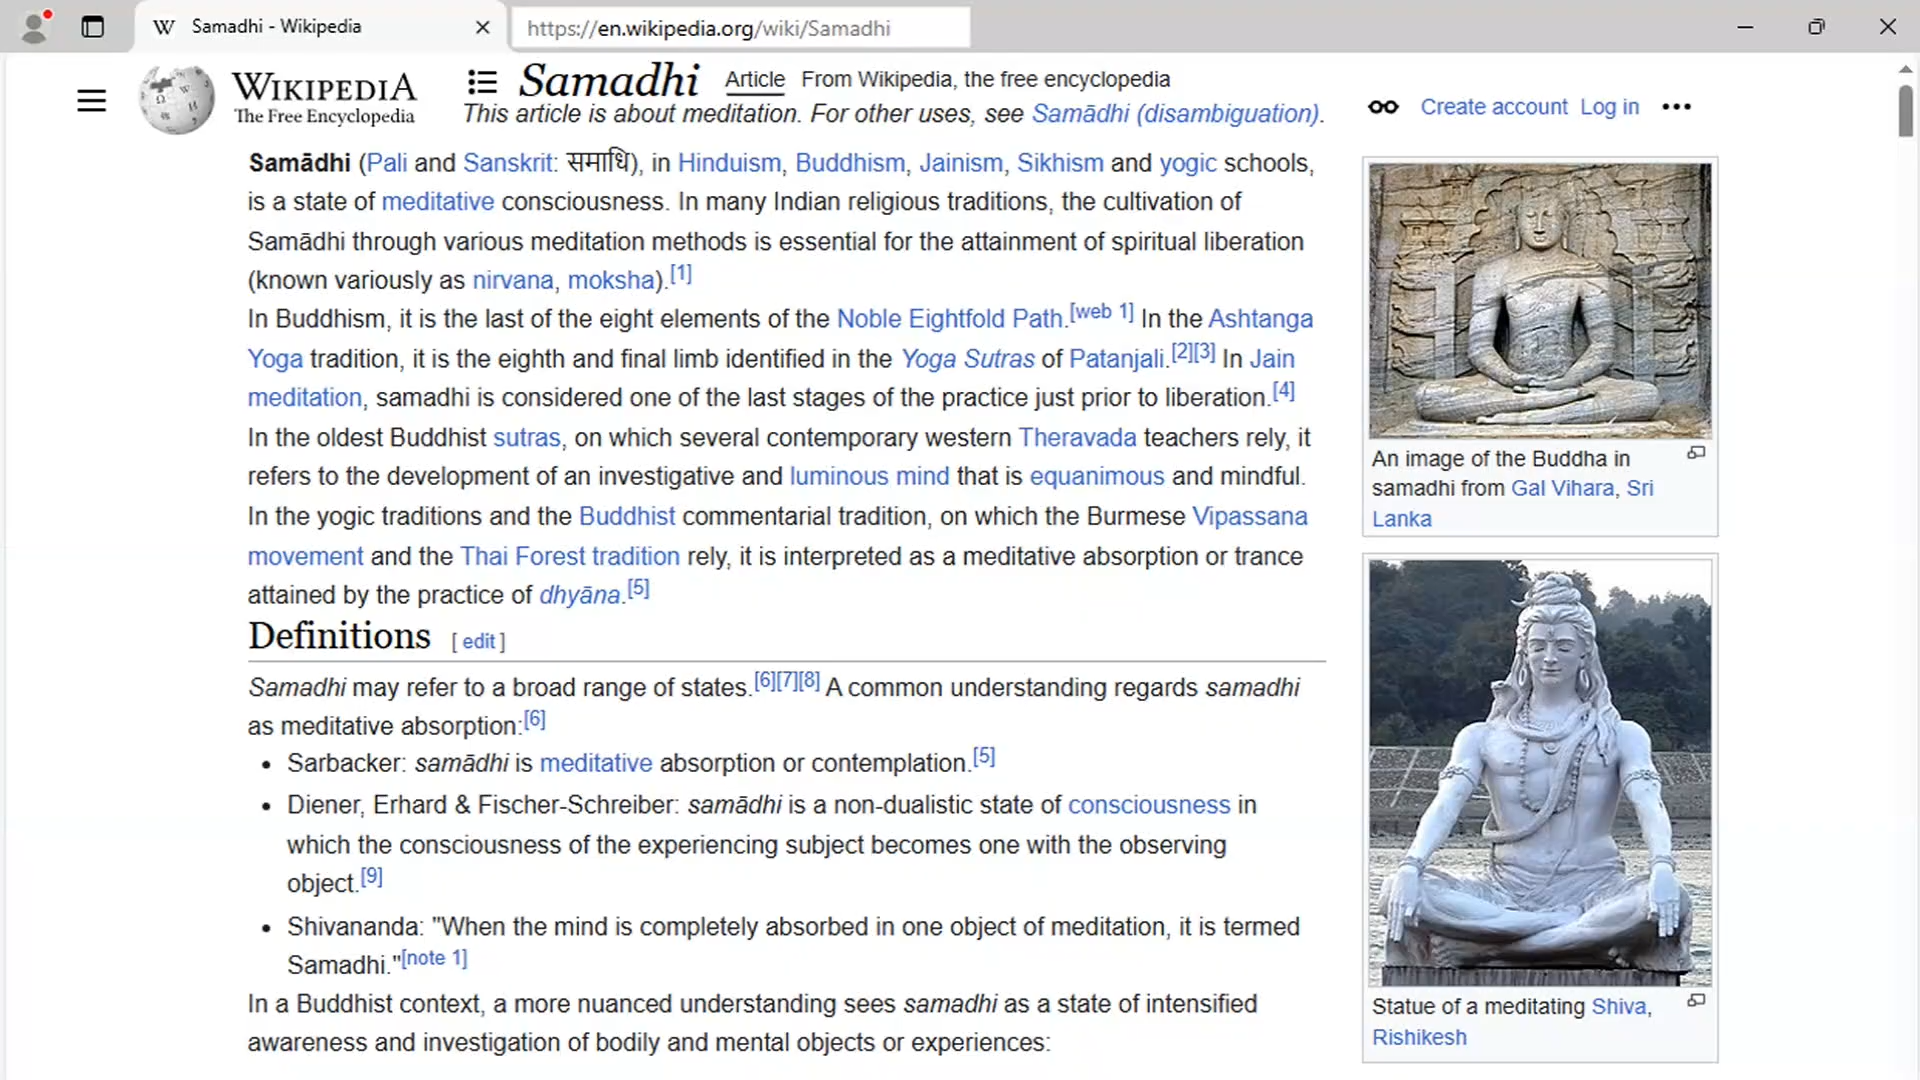 Samadhi - Wikipedia
https://en.wikipedia.org/wiki/Samadhi
WIKIPEDIA
The Free Encyclopedia
Samadhi Article From Wikipedia, the free encyclopedia
This article is about meditation. For other uses, see Samādhi (disambiguation).
Create account Log in
Samādhi (Pali and Sanskrit: समाधि), in Hinduism, Buddhism, Jainism, Sikhism and yogic schools,
is a state of meditative consciousness. In many Indian religious traditions, the cultivation of
Samādhi through various meditation methods is essential for the attainment of spiritual liberation
(known variously as nirvana, moksha).[1]
In Buddhism, it is the last of the eight elements of the Noble Eightfold Path.[web 1] In the Ashtanga
Yoga tradition, it is the eighth and final limb identified in the Yoga Sutras of Patanjali.[2][3] In Jain
meditation, samadhi is considered one of the last stages of the practice just prior to liberation.[4]
In the oldest Buddhist sutras, on which several contemporary western Theravada teachers rely, it
refers to the development of an investigative and luminous mind that is equanimous and mindful.
In the yogic traditions and the Buddhist commentarial tradition, on which the Burmese Vipassana
movement and the Thai Forest tradition rely, it is interpreted as a meditative absorption or trance
attained by the practice of dhyāna.[5]
Definitions [ edit ]
Samadhi may refer to a broad range of states.[6][7][8] A common understanding regards samadhi
as meditative absorption:[6]
• Sarbacker: samādhi is meditative absorption or contemplation.[5]
• Diener, Erhard & Fischer-Schreiber: samādhi is a non-dualistic state of consciousness in
which the consciousness of the experiencing subject becomes one with the observing
object.[9]
• Shivananda: "When the mind is completely absorbed in one object of meditation, it is termed
Samadhi."[note 1]
In a Buddhist context, a more nuanced understanding sees samadhi as a state of intensified
awareness and investigation of bodily and mental objects or experiences:
An image of the Buddha in
samadhi from Gal Vihara, Sri
Lanka
Statue of a meditating Shiva,
Rishikesh